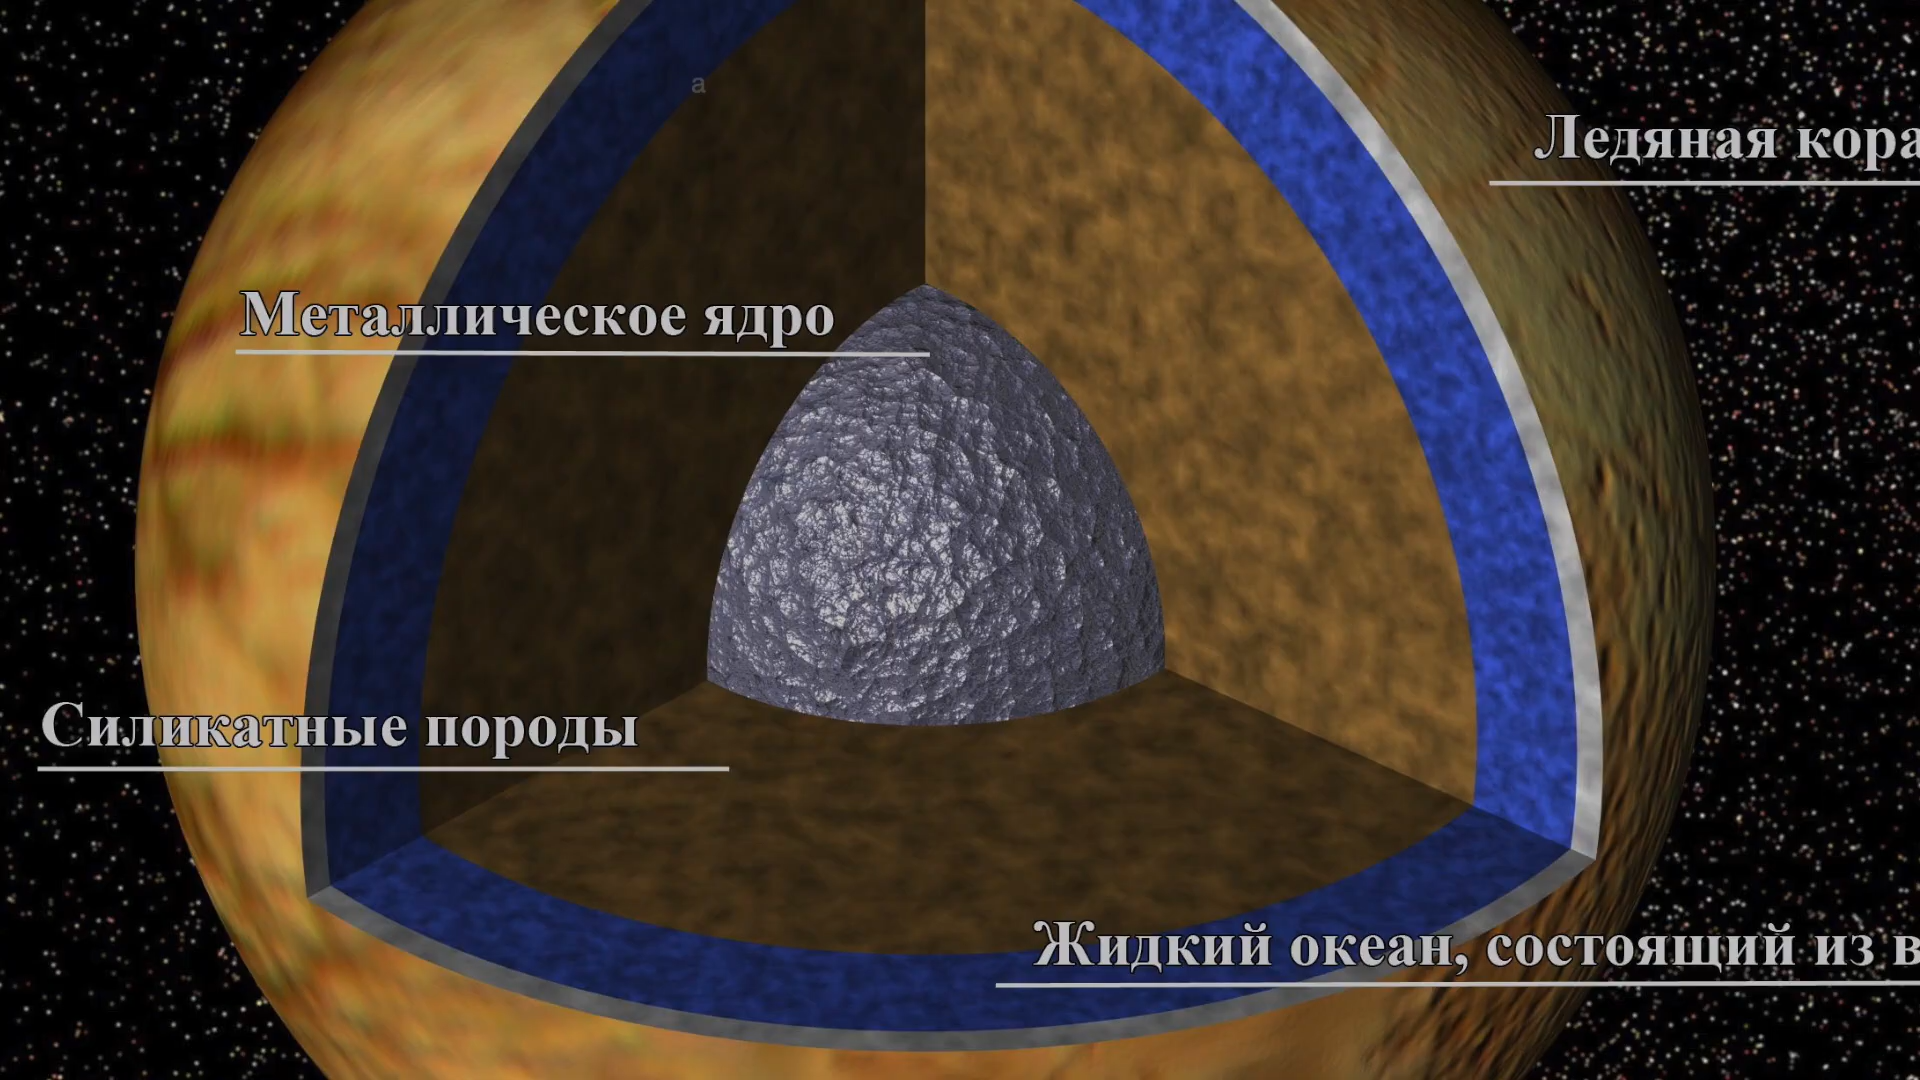 а
Ледяная кора
Металлическое ядро
Силикатные породы
Жидкий океан, состоящий из в